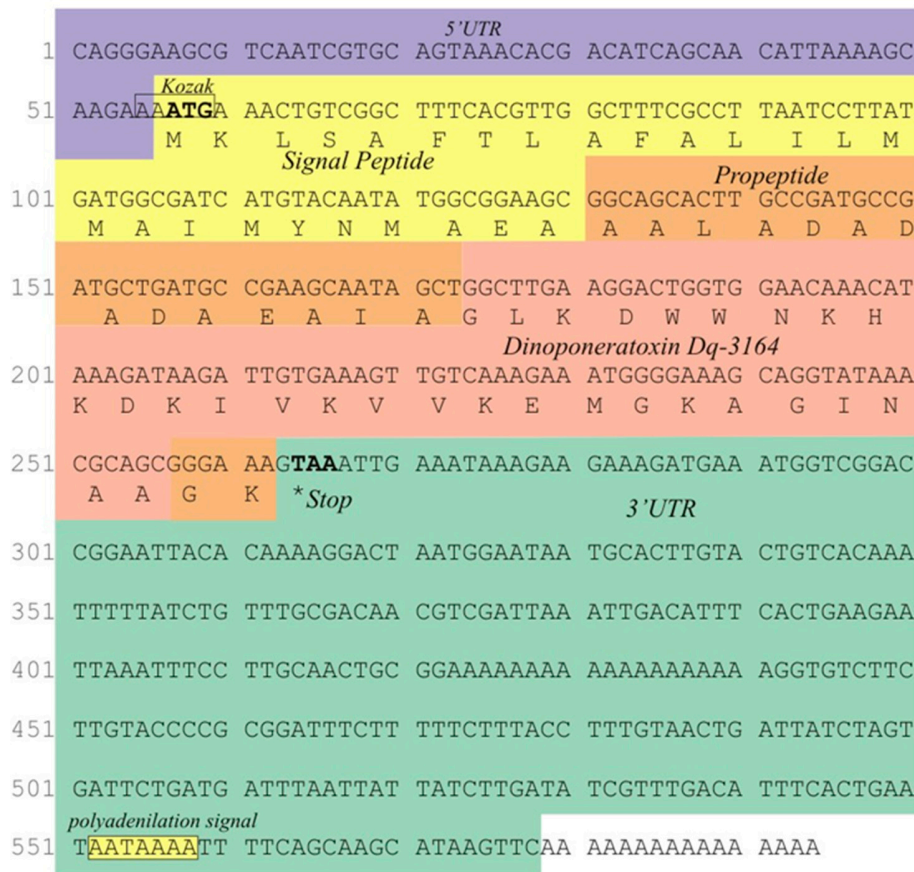 5'UTR
1 CAGGGAAGCG TCAATCGTGC AGTAAACACG ACATCAGCAA CATTAAAAGC
Kozak
51 AAGAAAATGA AACTGTCGGC TTTCACGTTG GCTTTCGCCT TAATCCTTAT
M K L S A F T L A F A L I L M
Signal Peptide
Propeptide
101 GATGGCGATC ATGTACAATA TGGCGGAAGC GGCAGCACTT GCCGATGCCG
M A I M Y N M A E A A A L A D A D
151 ATGCTGATGC CGAAGCAATA GCTGGCTTGA AGGACTGGTG GAACAAACAT
A D A E A I A G L K D W W N K H
Dinoponeratoxin Dq-3164
201 AAAGATAAGA TTGTGAAAGT TGTCAAAGAA ATGGGGAAAG CAGGTATAAA
K D K I V K V V K E M G K A G I N
251 CGCAGCGGGA AAGTAAATTG AAATAAAGAA GAAAGATGAA ATGGTCGGAC
A A G K *Stop
3'UTR
301 CGGAATTACA CAAAAGGACT AATGGAATAA TGCACTTGTA CTGTCACAAA
351 TTTTTATCTG TTTGCGACAA CGTCGATTAA ATTGACATTT CACTGAAGAA
401 TTAAATTTCC TTGCAACTGC GGAAAAAAAA AAAAAAAAAA AGGTGTCTTC
451 TTGTACCCCG CGGATTTCTT TTTCTTTACC TTTGTAACTG ATTATCTAGT
501 GATTCTGATG ATTTAATTAT TATCTTGATA TCGTTTGACA TTTCACTGAA
polyadenilation signal
551 TAATAAAATT TTCAGCAAGC ATAAGTTCAA AAAAAAAAAA AAAA